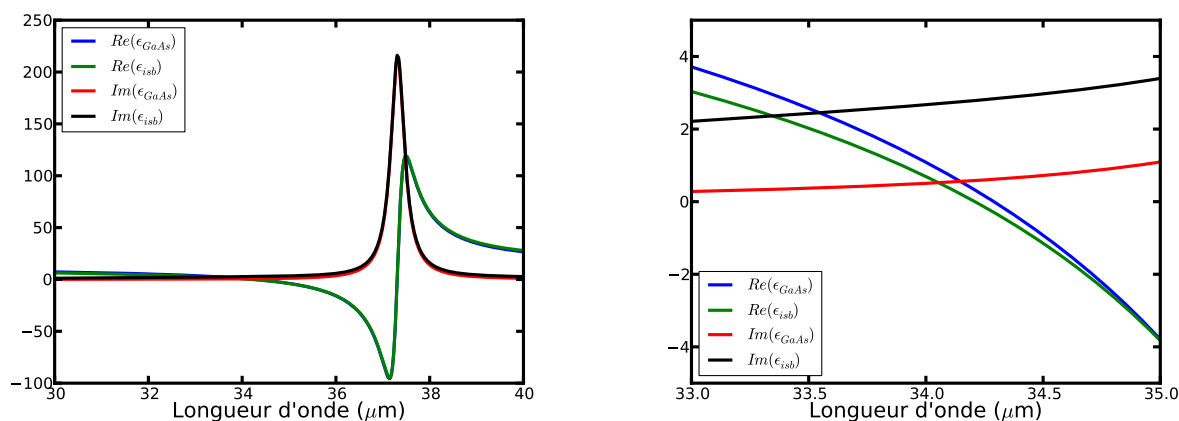 250
200
150
100
50
0
−50
−100
30
32
34
36
38
40
Longueur d'onde (μm)
Re(ϵ_GaAs)
Re(ϵ_isb)
Im(ϵ_GaAs)
Im(ϵ_isb)
4
2
0
−2
−4
33.0
33.5
34.0
34.5
35.0
Longueur d'onde (μm)
Re(ϵ_GaAs)
Re(ϵ_isb)
Im(ϵ_GaAs)
Im(ϵ_isb)